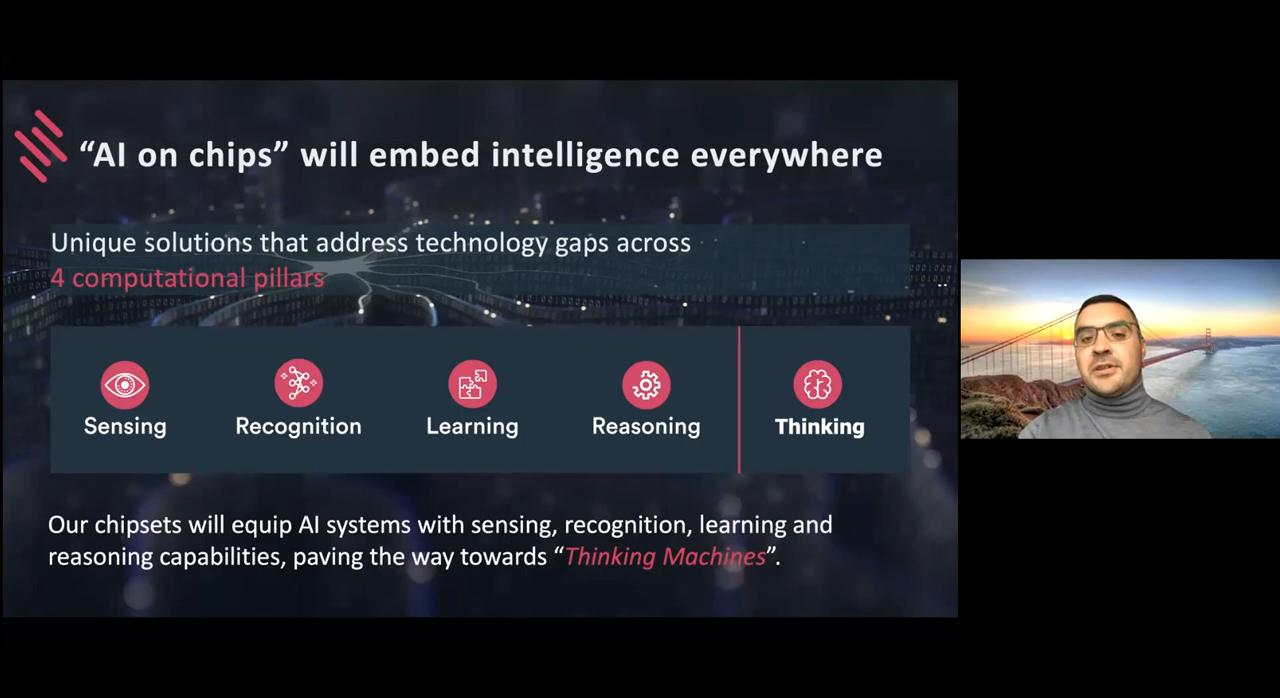 “AI on chips” will embed intelligence everywhere
Unique solutions that address technology gaps across
4 computational pillars
Sensing
Recognition
Learning
Reasoning
Thinking
Our chipsets will equip AI systems with sensing, recognition, learning and
reasoning capabilities, paving the way towards “Thinking Machines”.